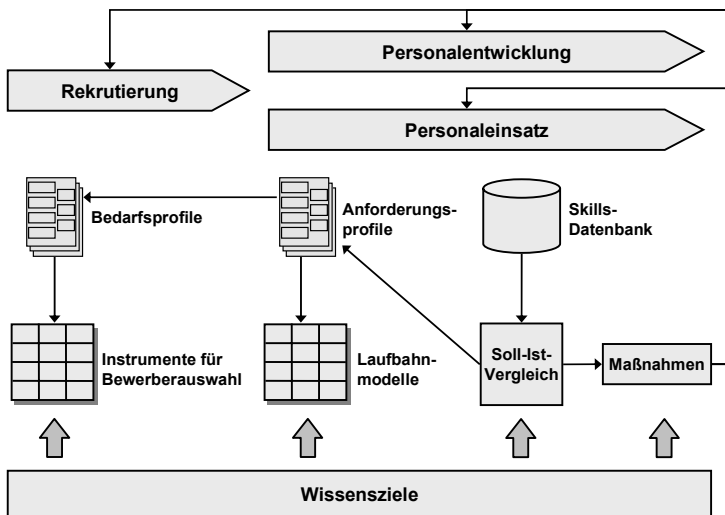 Personalentwicklung
Rekrutierung
Personaleinsatz
Bedarfsprofile
Anforderungs-
profile
Skills-
Datenbank
Instrumente für
Bewerberauswahl
Laufbahn-
modelle
Soll-Ist-
Vergleich
Maßnahmen
Wissensziele